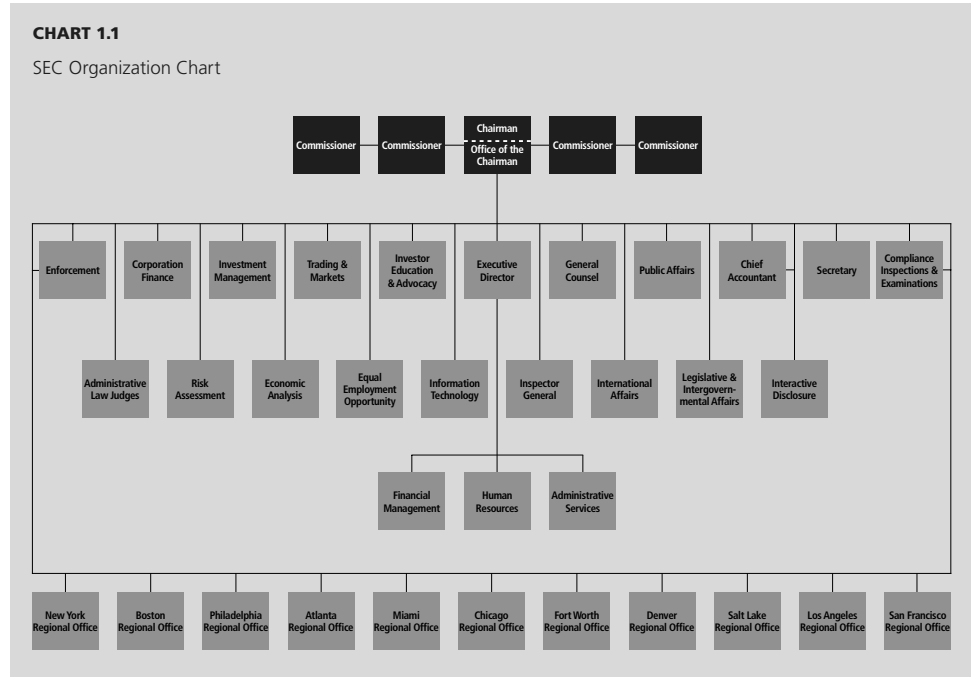 CHART 1.1
SEC Organization Chart
Commissioner
Commissioner
Chairman
Office of the
Chairman
Commissioner
Commissioner
Enforcement
Corporation
Finance
Investment
Management
Trading &
Markets
Investor
Education
& Advocacy
Executive
Director
General
Counsel
Public Affairs
Chief
Accountant
Secretary
Compliance
Inspections &
Examinations
Administrative
Law Judges
Risk
Assessment
Economic
Analysis
Equal
Employment
Opportunity
Information
Technology
Inspector
General
International
Affairs
Legislative &
Intergovern-
mental Affairs
Interactive
Disclosure
Financial
Management
Human
Resources
Administrative
Services
New York
Regional Office
Boston
Regional Office
Philadelphia
Regional Office
Atlanta
Regional Office
Miami
Regional Office
Chicago
Regional Office
Fort Worth
Regional Office
Denver
Regional Office
Salt Lake
Regional Office
Los Angeles
Regional Office
San Francisco
Regional Office